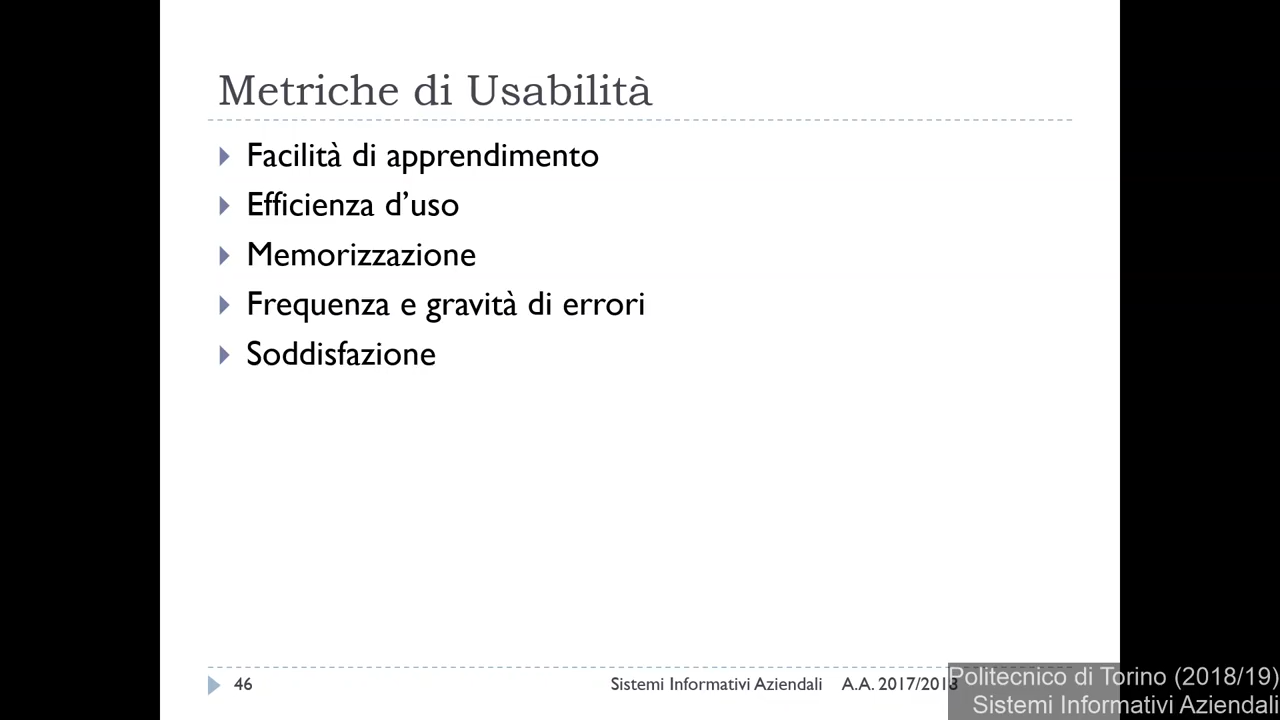 Metriche di Usabilità
Facilità di apprendimento
Efficienza d’uso
Memorizzazione
Frequenza e gravità di errori
Soddisfazione
46
Sistemi Informativi Aziendali A.A. 2017/2018
Politecnico di Torino (2018/19)
Sistemi Informativi Aziendali